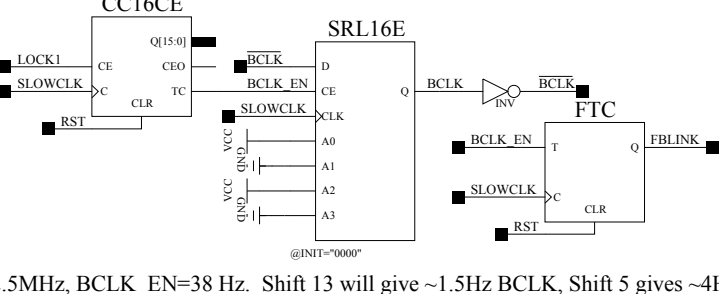 CC16CE
SRL16E
Q[15:0]
LOCK1
CE
CEO
BCLK
D
SLOWCLK
C
TC
BCLK_EN
CE
Q
BCLK
BCLK
INV
CLR
SLOWCLK
CLK
FTC
RST
VCC
A0
BCLK_EN
T
Q
FBLINK
GND
A1
VCC
A2
SLOWCLK
C
GND
A3
CLR
RST
@INIT="0000"
.5MHz, BCLK_EN=38 Hz. Shift 13 will give ~1.5Hz BCLK, Shift 5 gives ~4